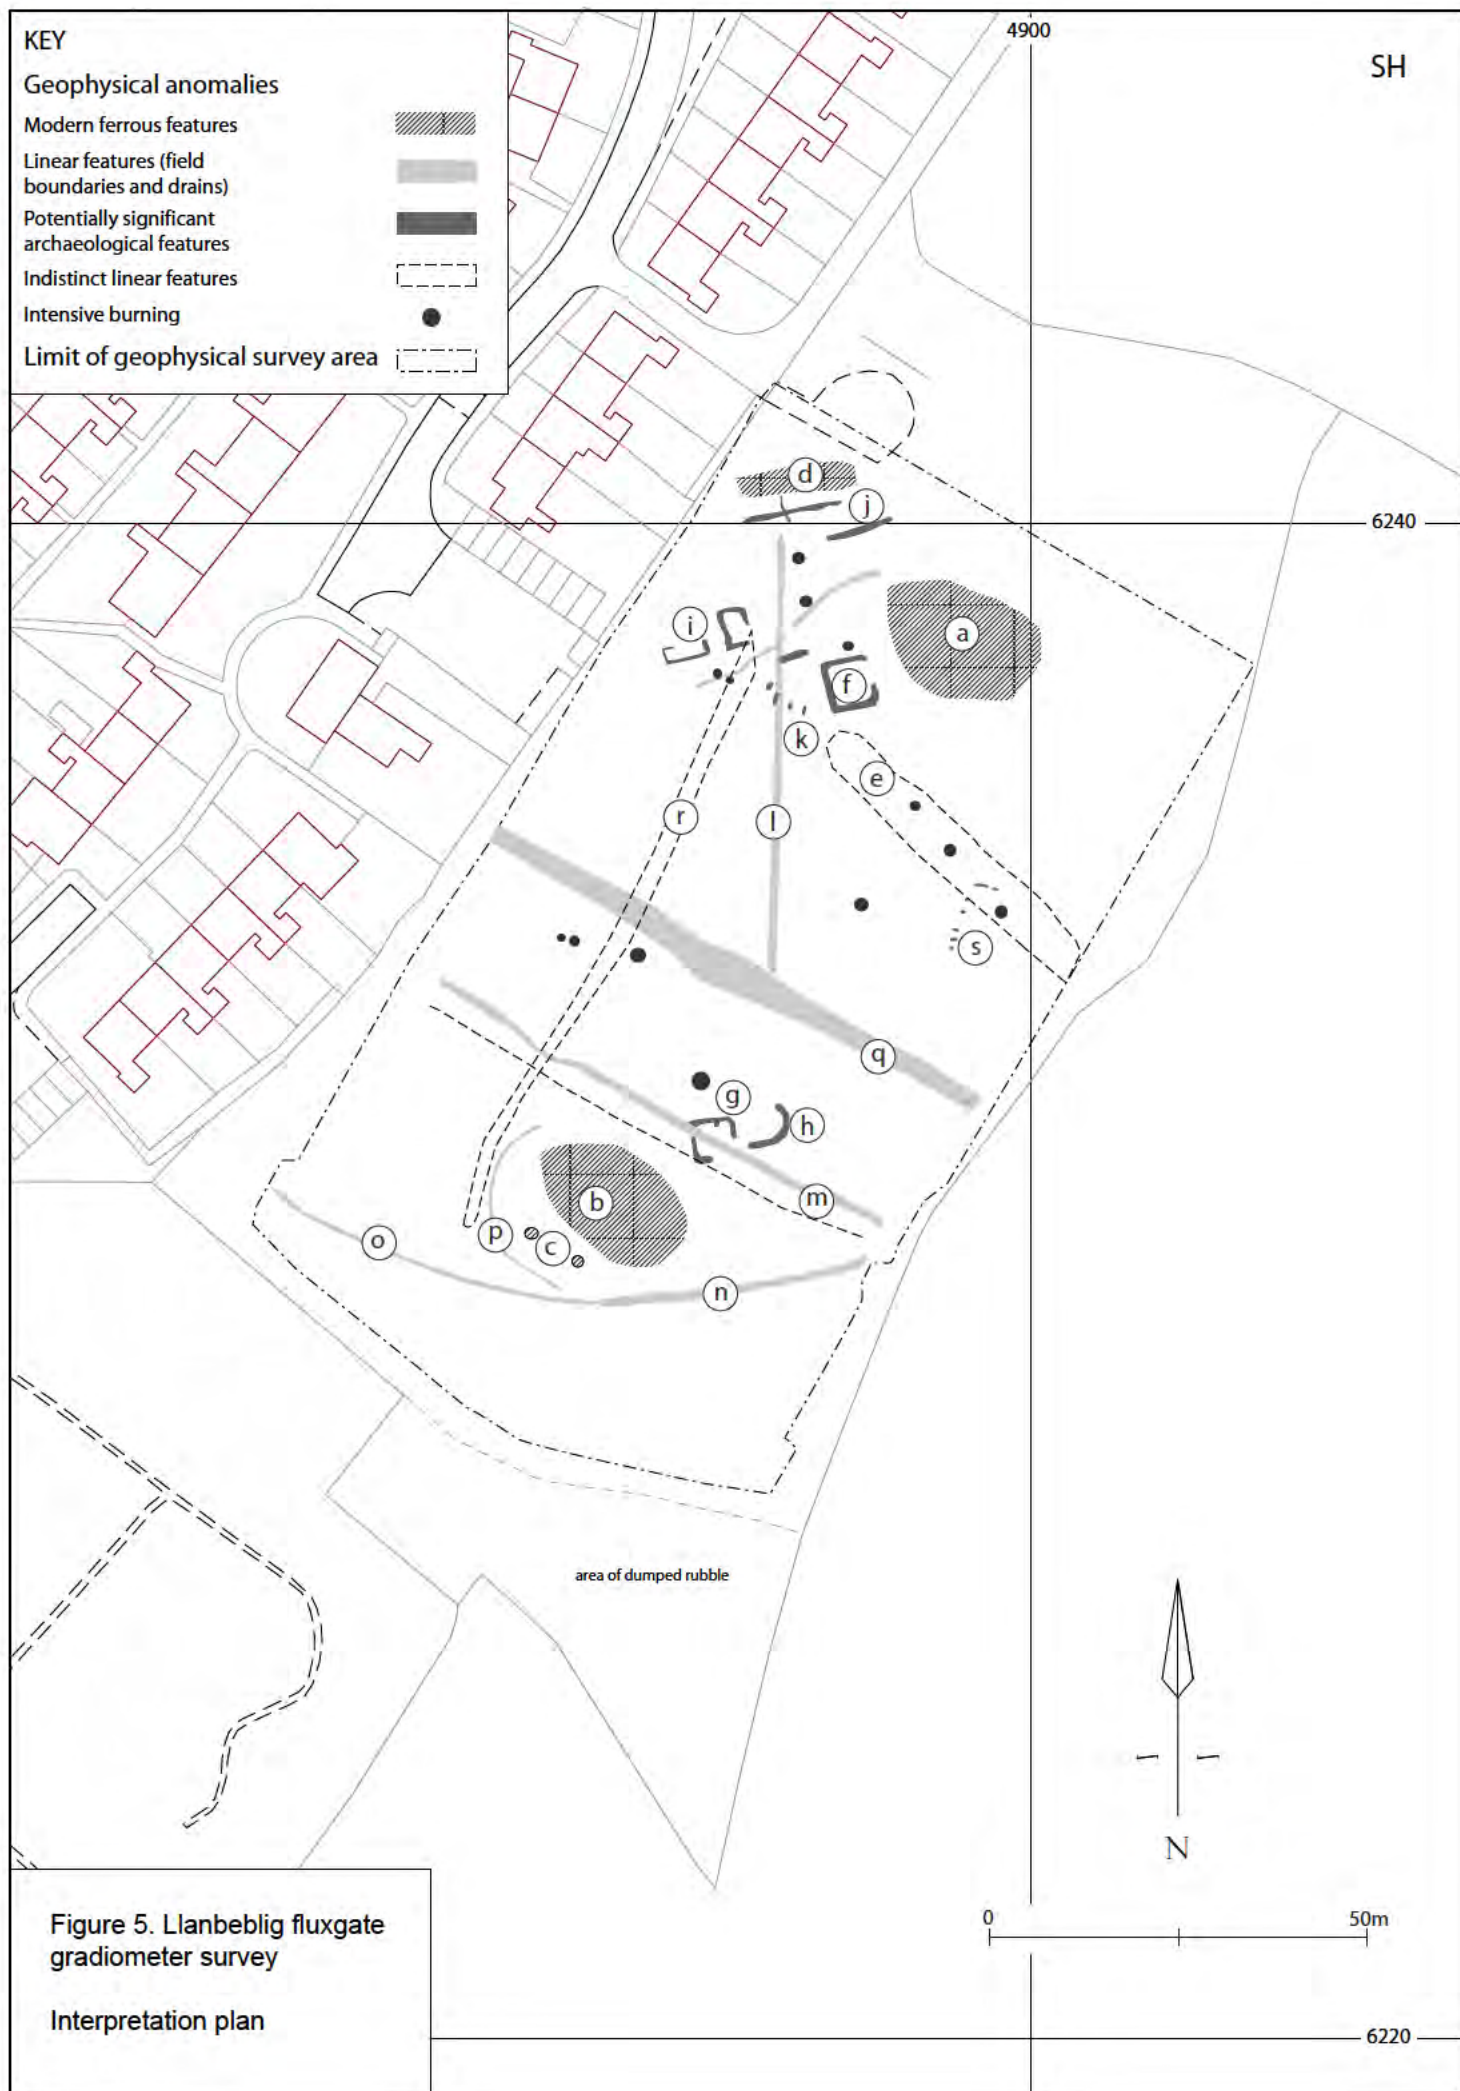 KEY
Geophysical anomalies
Modern ferrous features
Linear features (field
boundaries and drains)
Potentially significant
archaeological features
Indistinct linear features
Intensive burning
Limit of geophysical survey area
4900
SH
d
j
6240
a
i
f
k
e
r
l
s
q
g
h
m
b
p
c
o
n
area of dumped rubble
N
0
50m
Figure 5. Llanbeblig fluxgate
gradiometer survey
Interpretation plan
6220